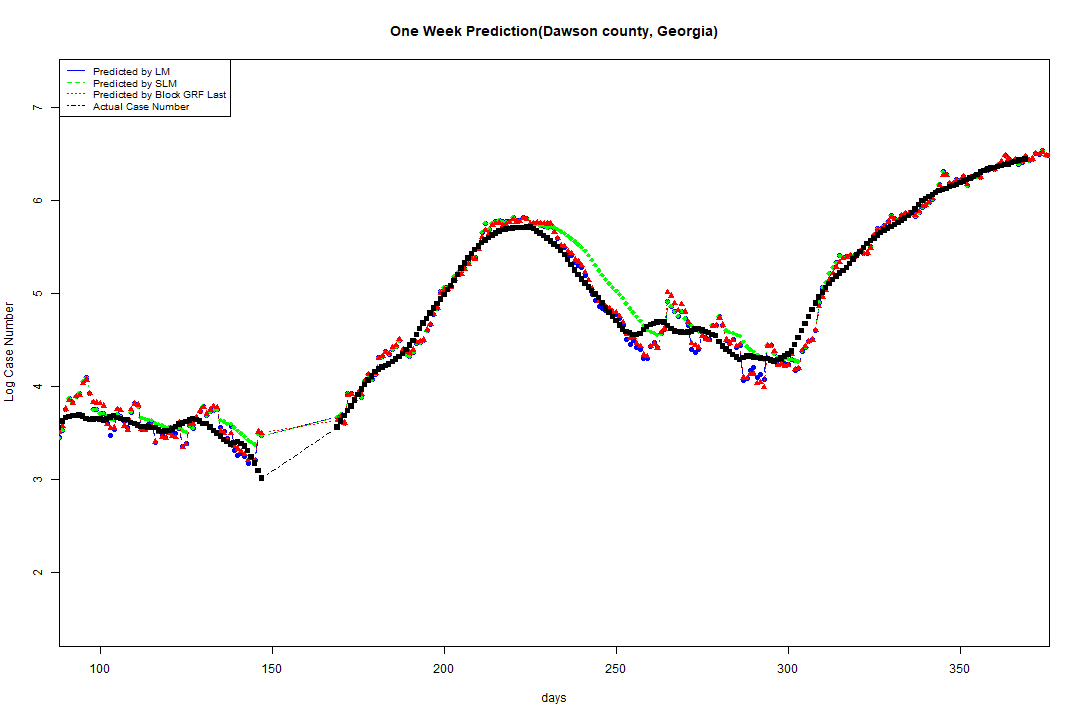 One Week Prediction(Dawson county, Georgia)
Predicted by LM
Predicted by SLM
Predicted by Block GRF Last
Actual Case Number
7
6
5
4
3
2
Log Case Number
100 150 200 250 300 350
days